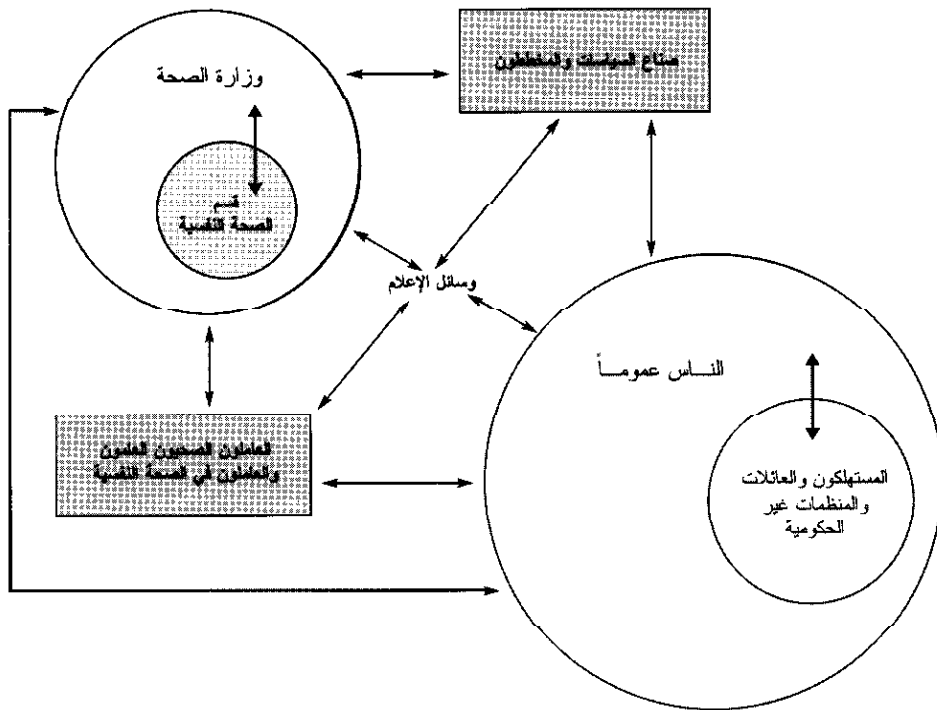 وزارة الصحة
صناع السياسات والمخططون
قسم
الصحة النفسية
وسائل الإعلام
النـــاس عمومـــاً
العاملون الصحيون العامون
والعاملون في الصحة النفسية
المستهلكون والعائلات
والمنظمات غير
الحكومية